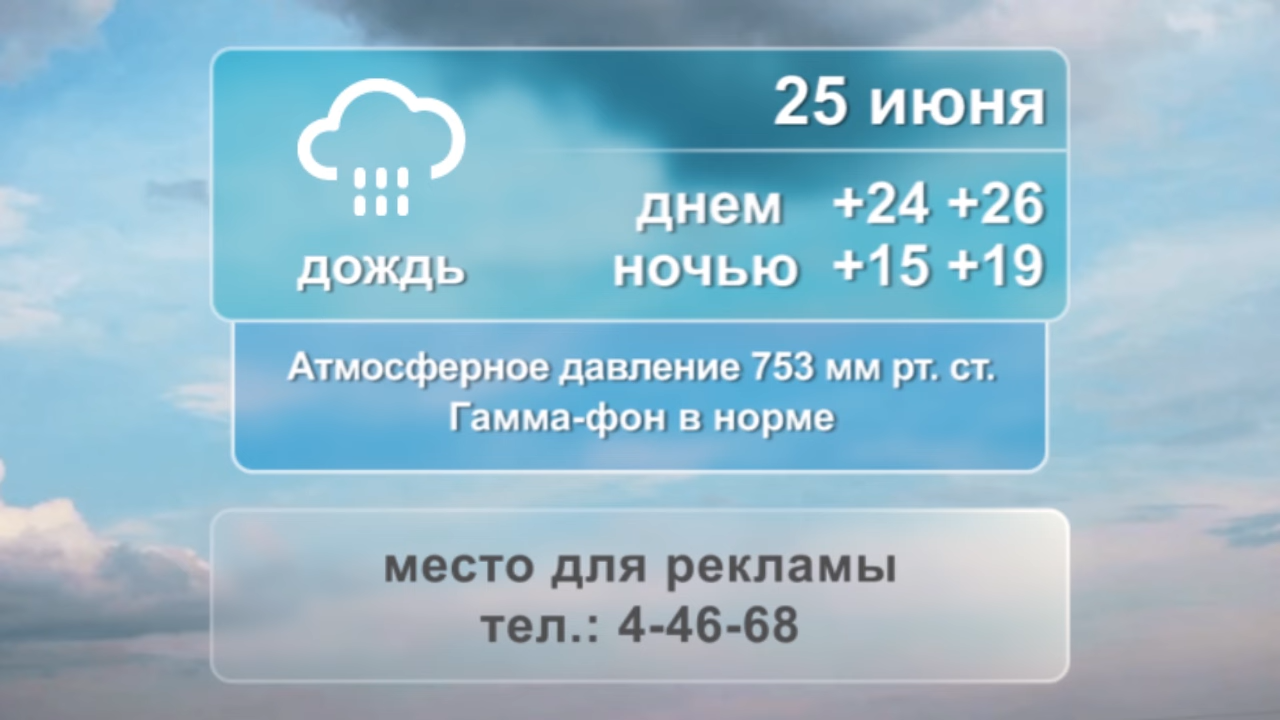 25 июня
днем +24 +26
ночью +15 +19
дождь
Атмосферное давление 753 мм рт. ст.
Гамма-фон в норме
место для рекламы
тел.: 4-46-68